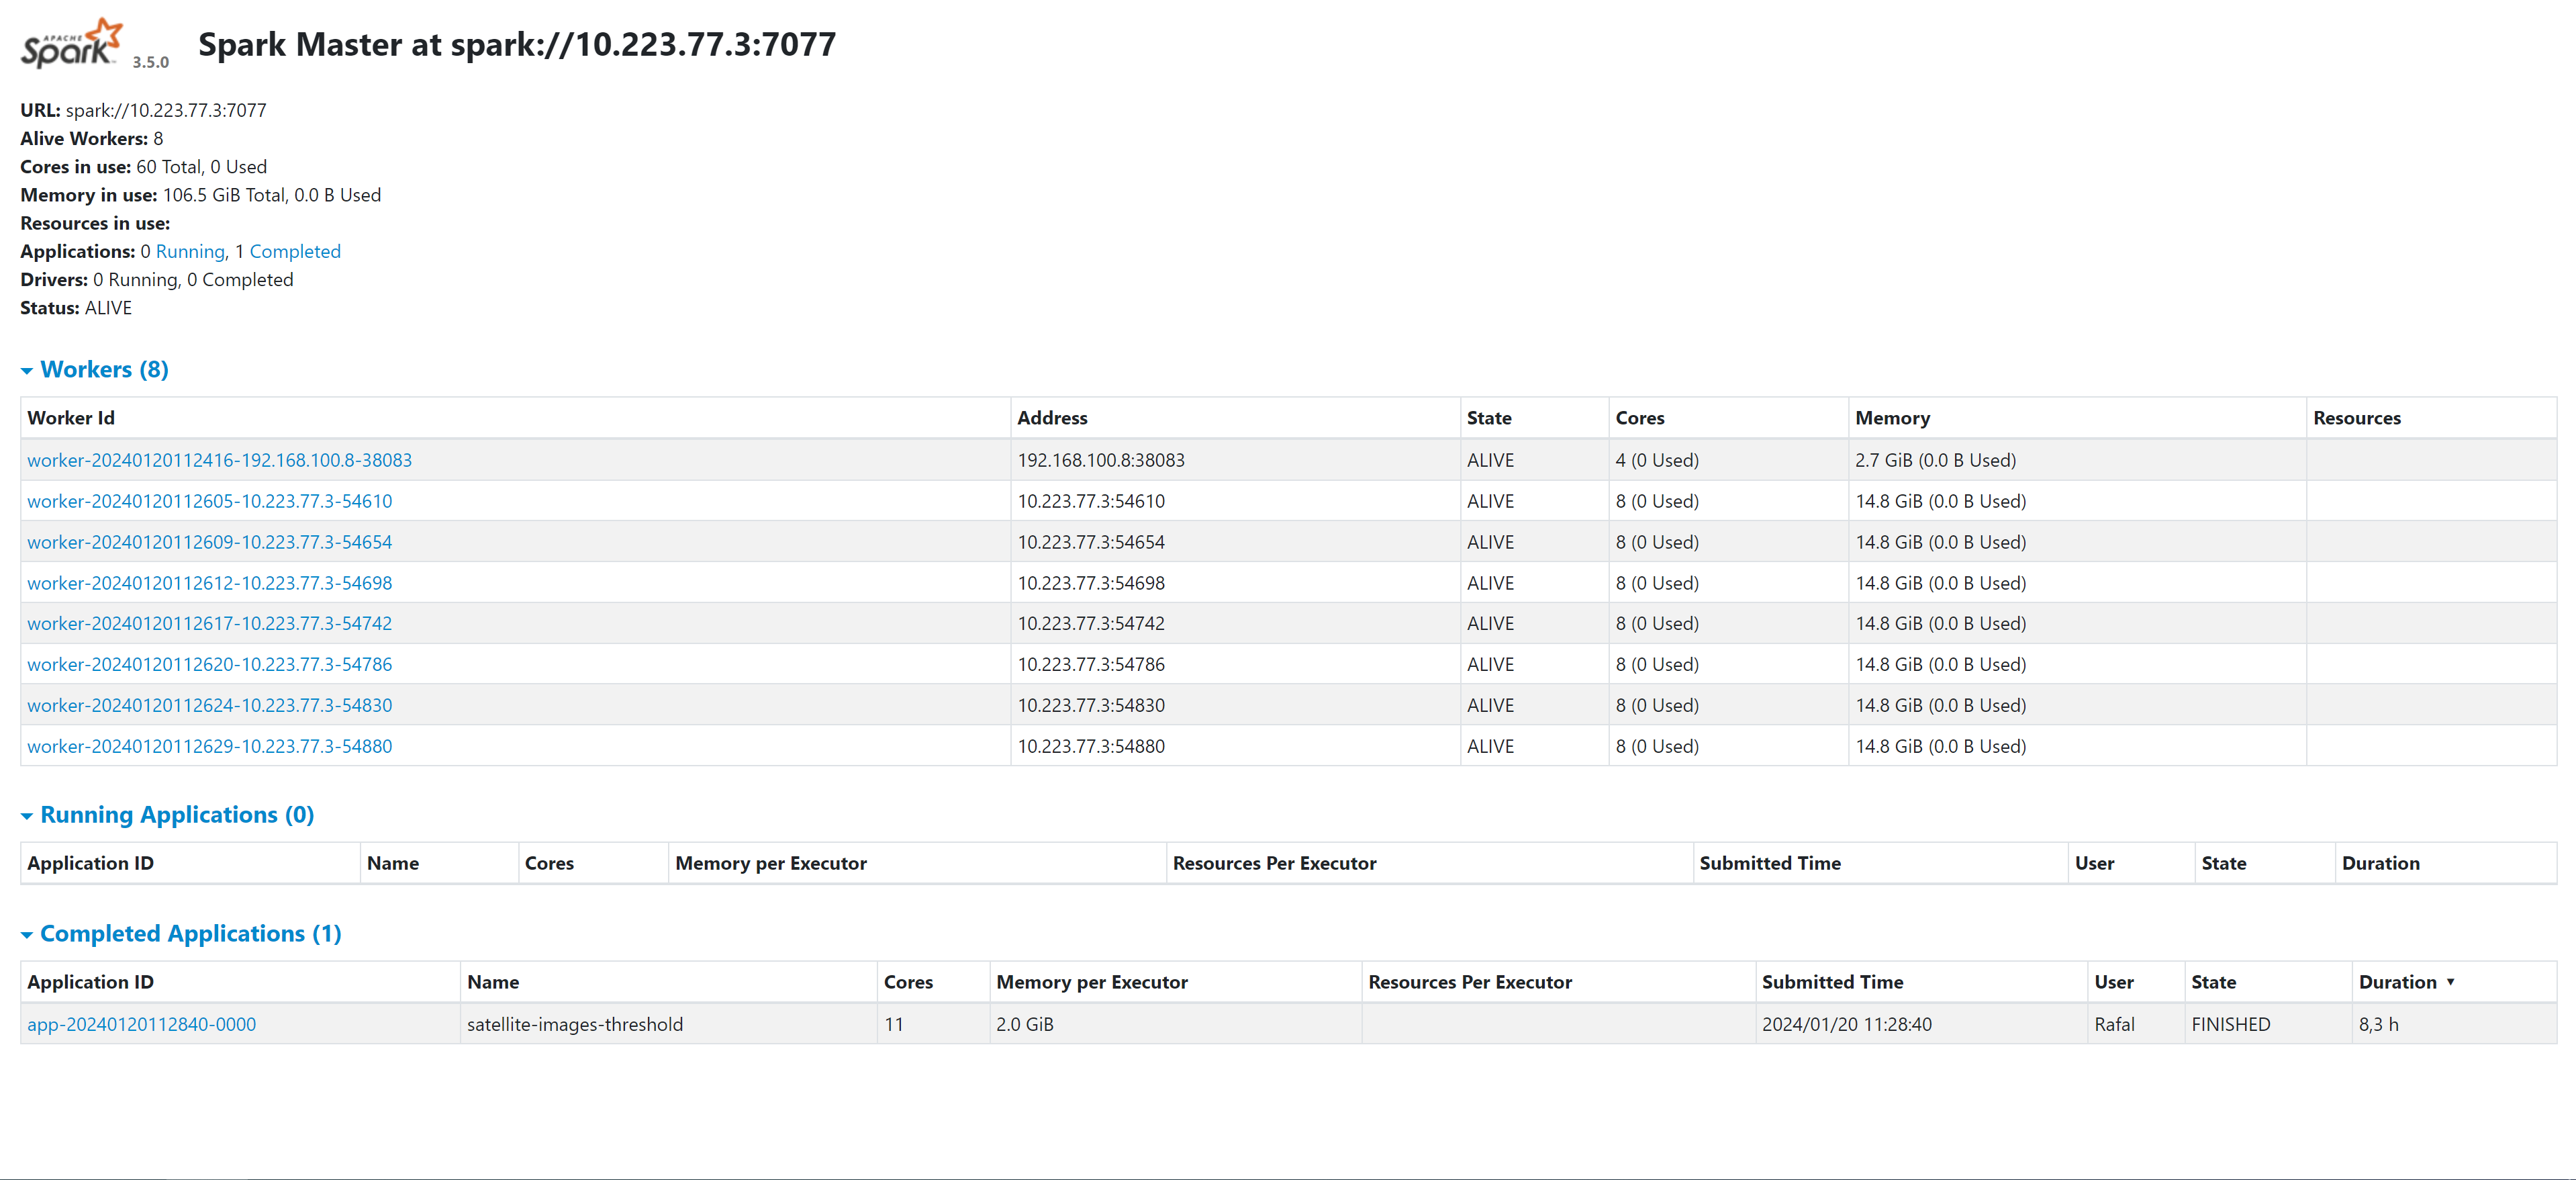 APACHE Spark 3.5.0 Spark Master at spark://10.223.77.3:7077
URL: spark://10.223.77.3:7077
Alive Workers: 8
Cores in use: 60 Total, 0 Used
Memory in use: 106.5 GiB Total, 0.0 B Used
Resources in use:
Applications: 0 Running, 1 Completed
Drivers: 0 Running, 0 Completed
Status: ALIVE
Workers (8)
Worker Id Address State Cores Memory Resources
worker-20240120112416-192.168.100.8-38083 192.168.100.8:38083 ALIVE 4 (0 Used) 2.7 GiB (0.0 B Used)
worker-20240120112605-10.223.77.3-54610 10.223.77.3:54610 ALIVE 8 (0 Used) 14.8 GiB (0.0 B Used)
worker-20240120112609-10.223.77.3-54654 10.223.77.3:54654 ALIVE 8 (0 Used) 14.8 GiB (0.0 B Used)
worker-20240120112612-10.223.77.3-54698 10.223.77.3:54698 ALIVE 8 (0 Used) 14.8 GiB (0.0 B Used)
worker-20240120112617-10.223.77.3-54742 10.223.77.3:54742 ALIVE 8 (0 Used) 14.8 GiB (0.0 B Used)
worker-20240120112620-10.223.77.3-54786 10.223.77.3:54786 ALIVE 8 (0 Used) 14.8 GiB (0.0 B Used)
worker-20240120112624-10.223.77.3-54830 10.223.77.3:54830 ALIVE 8 (0 Used) 14.8 GiB (0.0 B Used)
worker-20240120112629-10.223.77.3-54880 10.223.77.3:54880 ALIVE 8 (0 Used) 14.8 GiB (0.0 B Used)
Running Applications (0)
Application ID Name Cores Memory per Executor Resources Per Executor Submitted Time User State Duration
Completed Applications (1)
Application ID Name Cores Memory per Executor Resources Per Executor Submitted Time User State Duration ▾
app-20240120112840-0000 satellite-images-threshold 11 2.0 GiB 2024/01/20 11:28:40 Rafal FINISHED 8,3 h